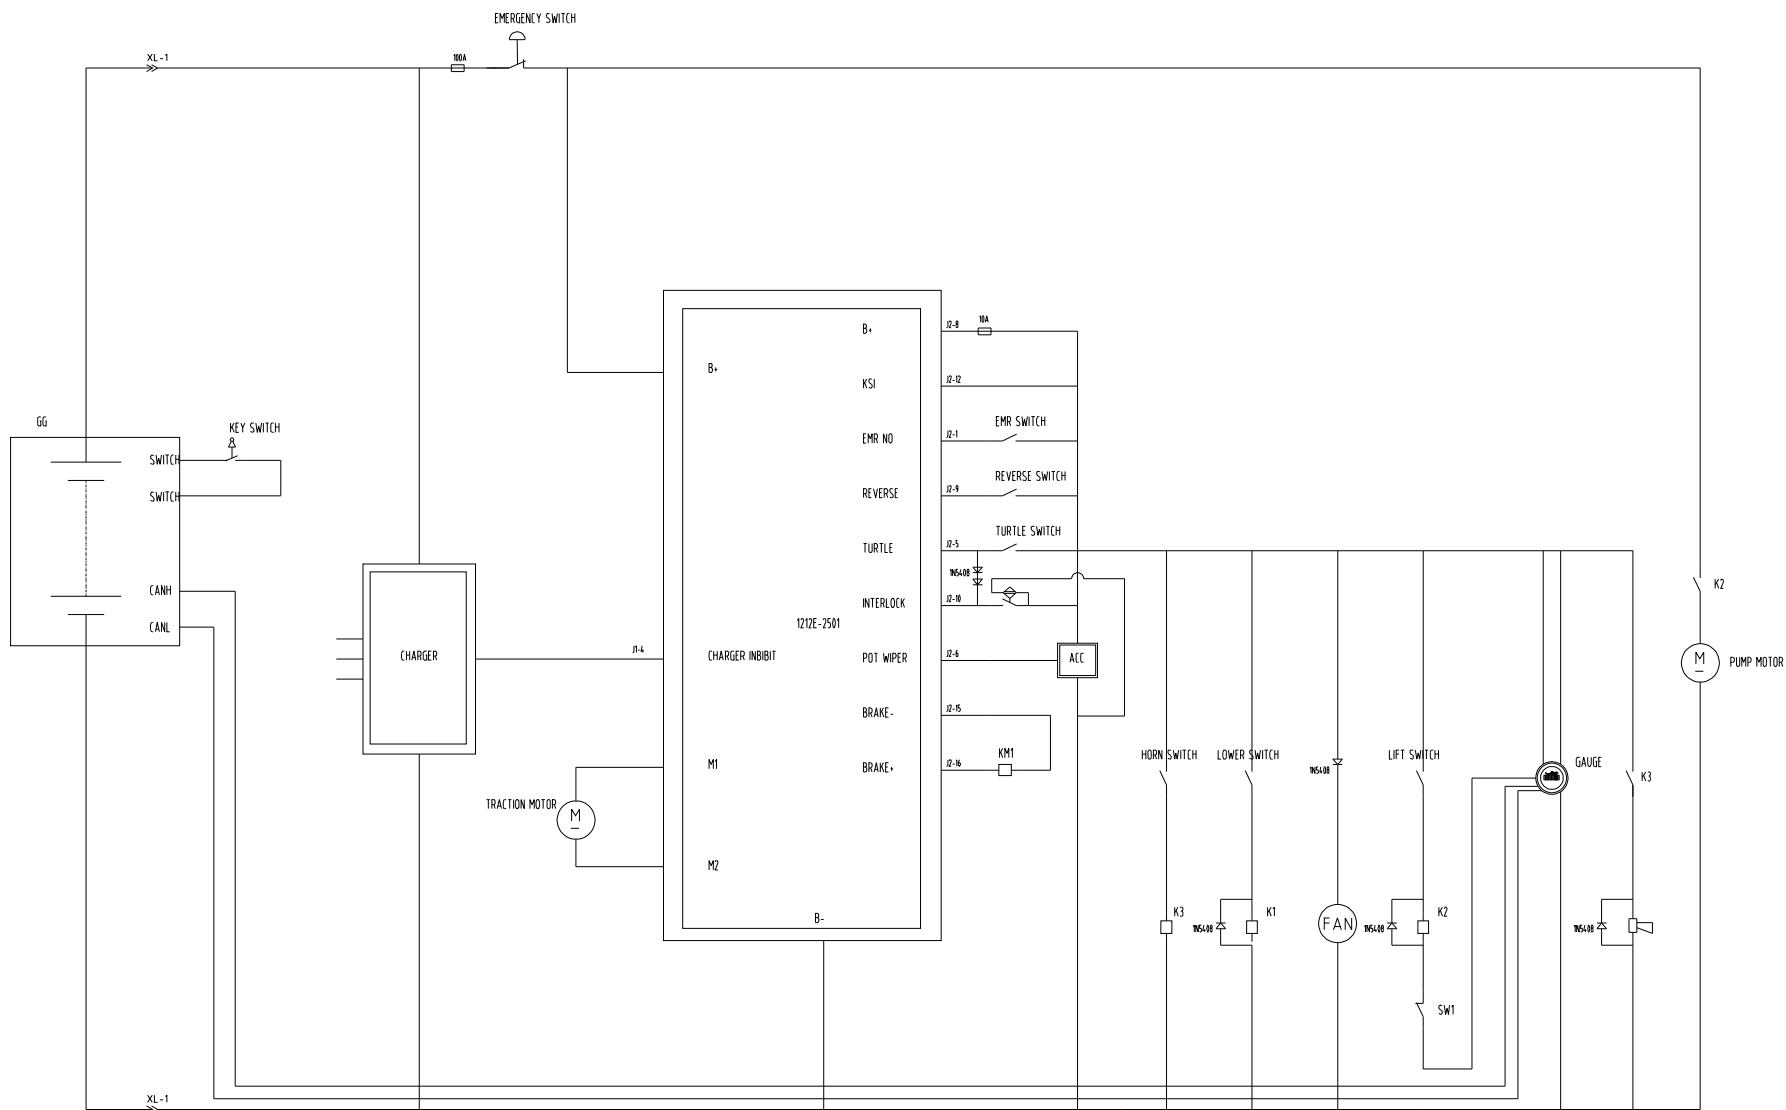 EMERGENCY SWITCH
XL-1
100A
B+
J2-8
10A
B+
KSI
J2-12
GG
KEY SWITCH
EMR NO
J2-1
EMR SWITCH
SWITCH
SWITCH
REVERSE
J2-9
REVERSE SWITCH
TURTLE
J2-5
TURTLE SWITCH
1N5408
CANH
K2
INTERLOCK
J2-10
CANL
1212E-2501
CHARGER
J1-4
CHARGER INBIBIT
POT WIPER
J2-6
ACC
M
PUMP MOTOR
BRAKE-
J2-15
HORN SWITCH
LOWER SWITCH
LIFT SWITCH
GAUGE
M1
BRAKE+
J2-16
KM1
1N5408
K3
TRACTION MOTOR
M
M2
B-
K3
1N5408
K1
FAN
1N5408
K2
1N5408
SW1
XL-1